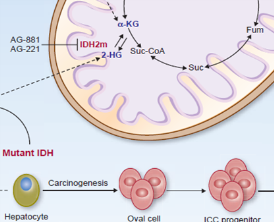 α-KG
Fum
AG-881
AG-221
IDH2m
2-HG
Suc-CoA
Suc
Mutant IDH
Carcinogenesis
Hepatocyte
Oval cell
ICC progenitor